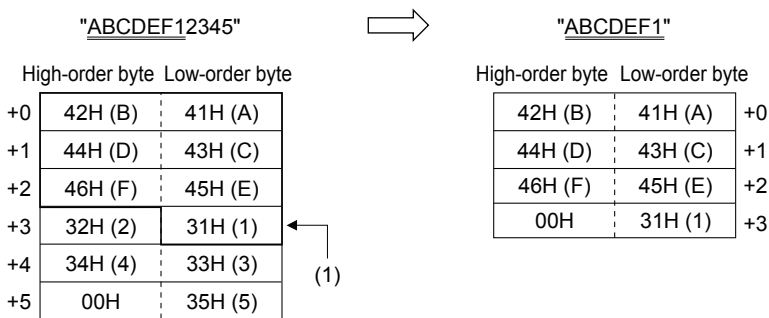 "ABCDEF12345" "ABCDEF1"
High-order byte Low-order byte High-order byte Low-order byte
+0 42H (B) 41H (A) 42H (B) 41H (A) +0
+1 44H (D) 43H (C) 44H (D) 43H (C) +1
+2 46H (F) 45H (E) 46H (F) 45H (E) +2
+3 32H (2) 31H (1) 00H 31H (1) +3
+4 34H (4) 33H (3) (1)
+5 00H 35H (5)